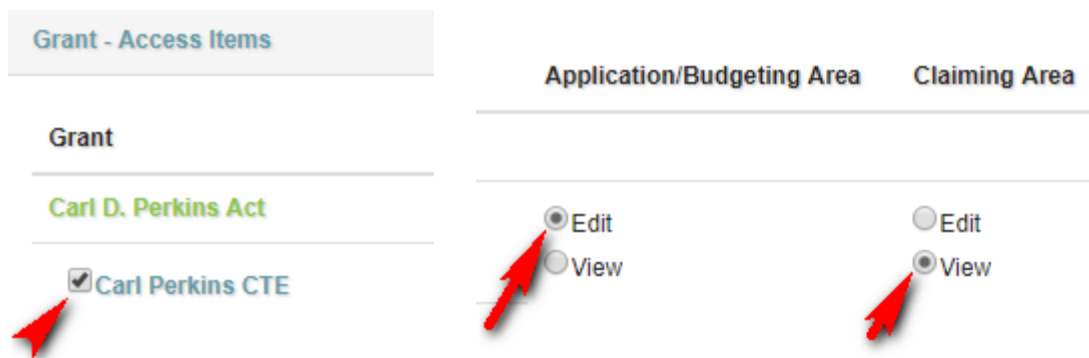 Grant - Access Items
Application/Budgeting Area Claiming Area
Grant
Carl D. Perkins Act
Edit Edit
View View
Carl Perkins CTE